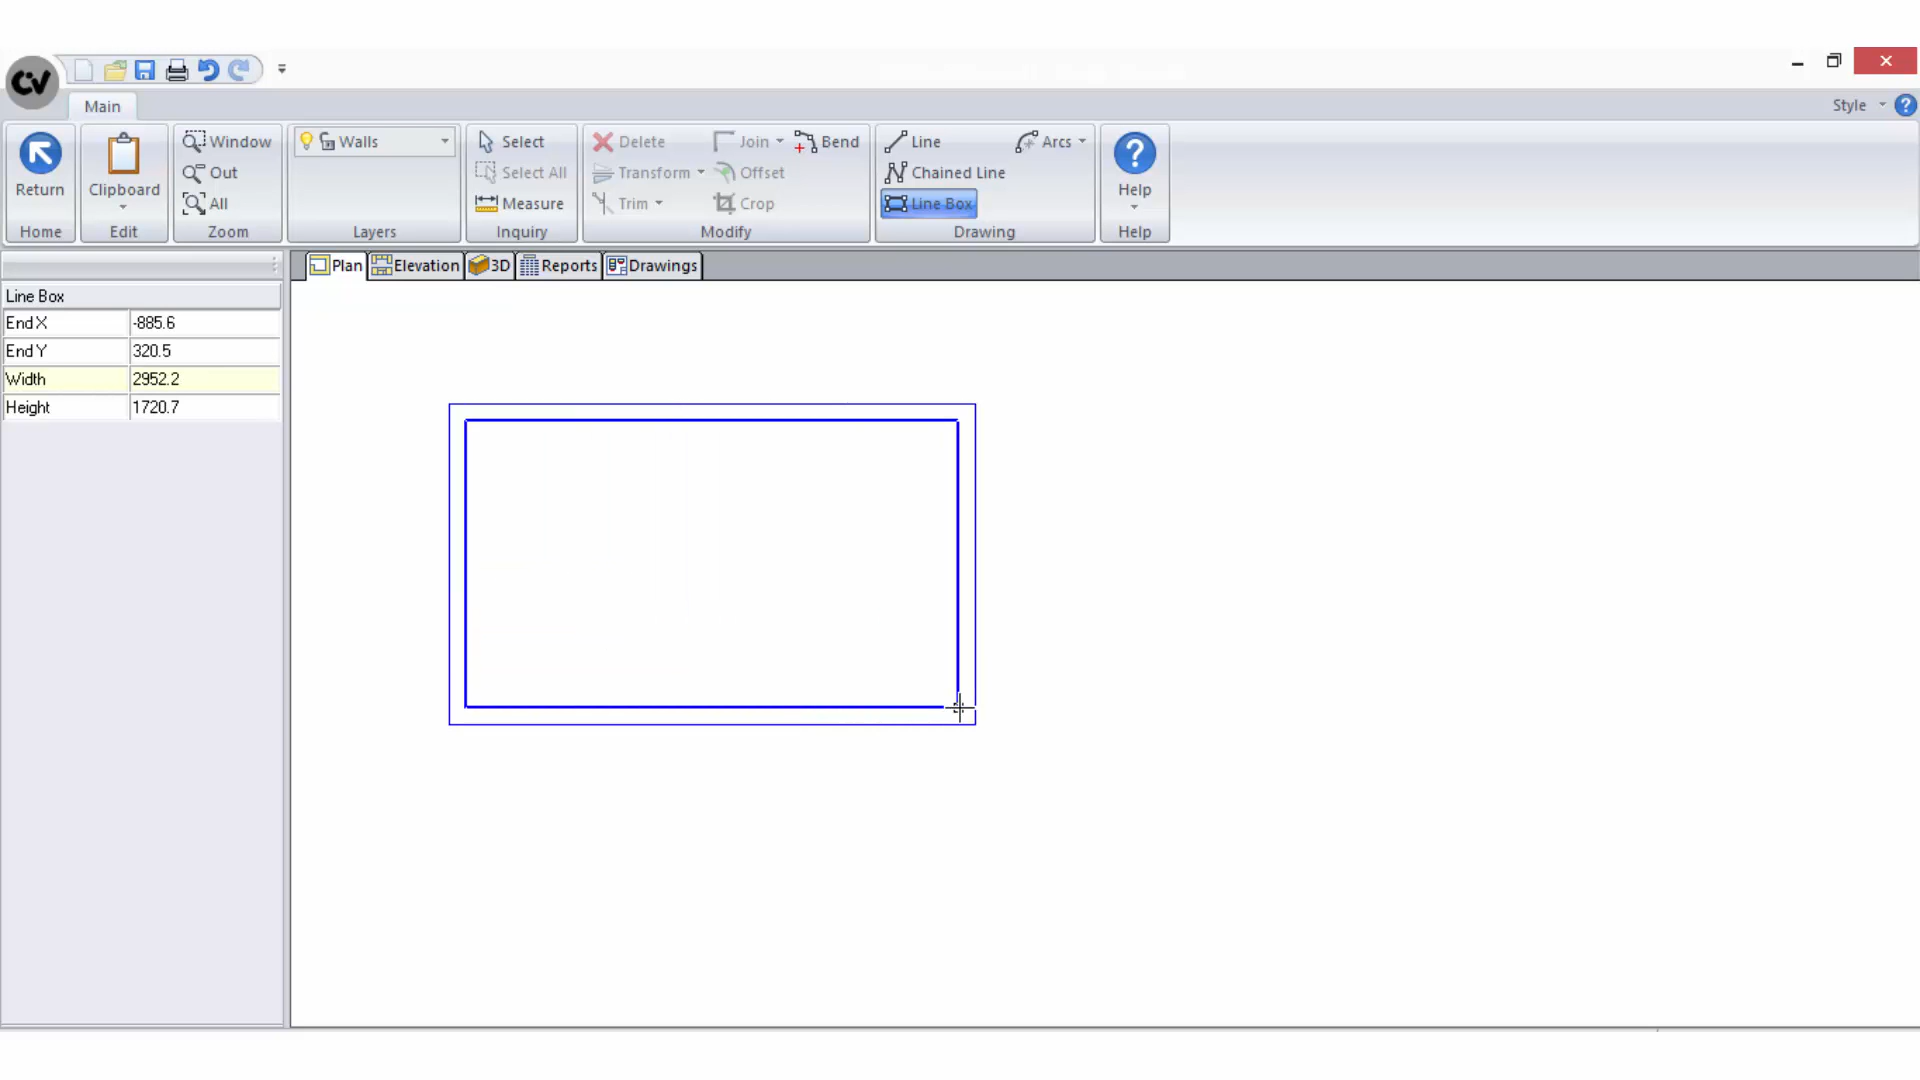 CV
Main
Style
Return
Home
Clipboard
Edit
Window
Out
All
Zoom
Walls
Layers
Select
Select All
Measure
Inquiry
Delete
Transform
Trim
Join
Offset
Crop
Bend
Modify
Line
Chained Line
Line Box
Arcs
Drawing
Help
Help
Plan
Elevation
3D
Reports
Drawings
Line Box
End X -885.6
End Y 320.5
Width 2952.2
Height 1720.7